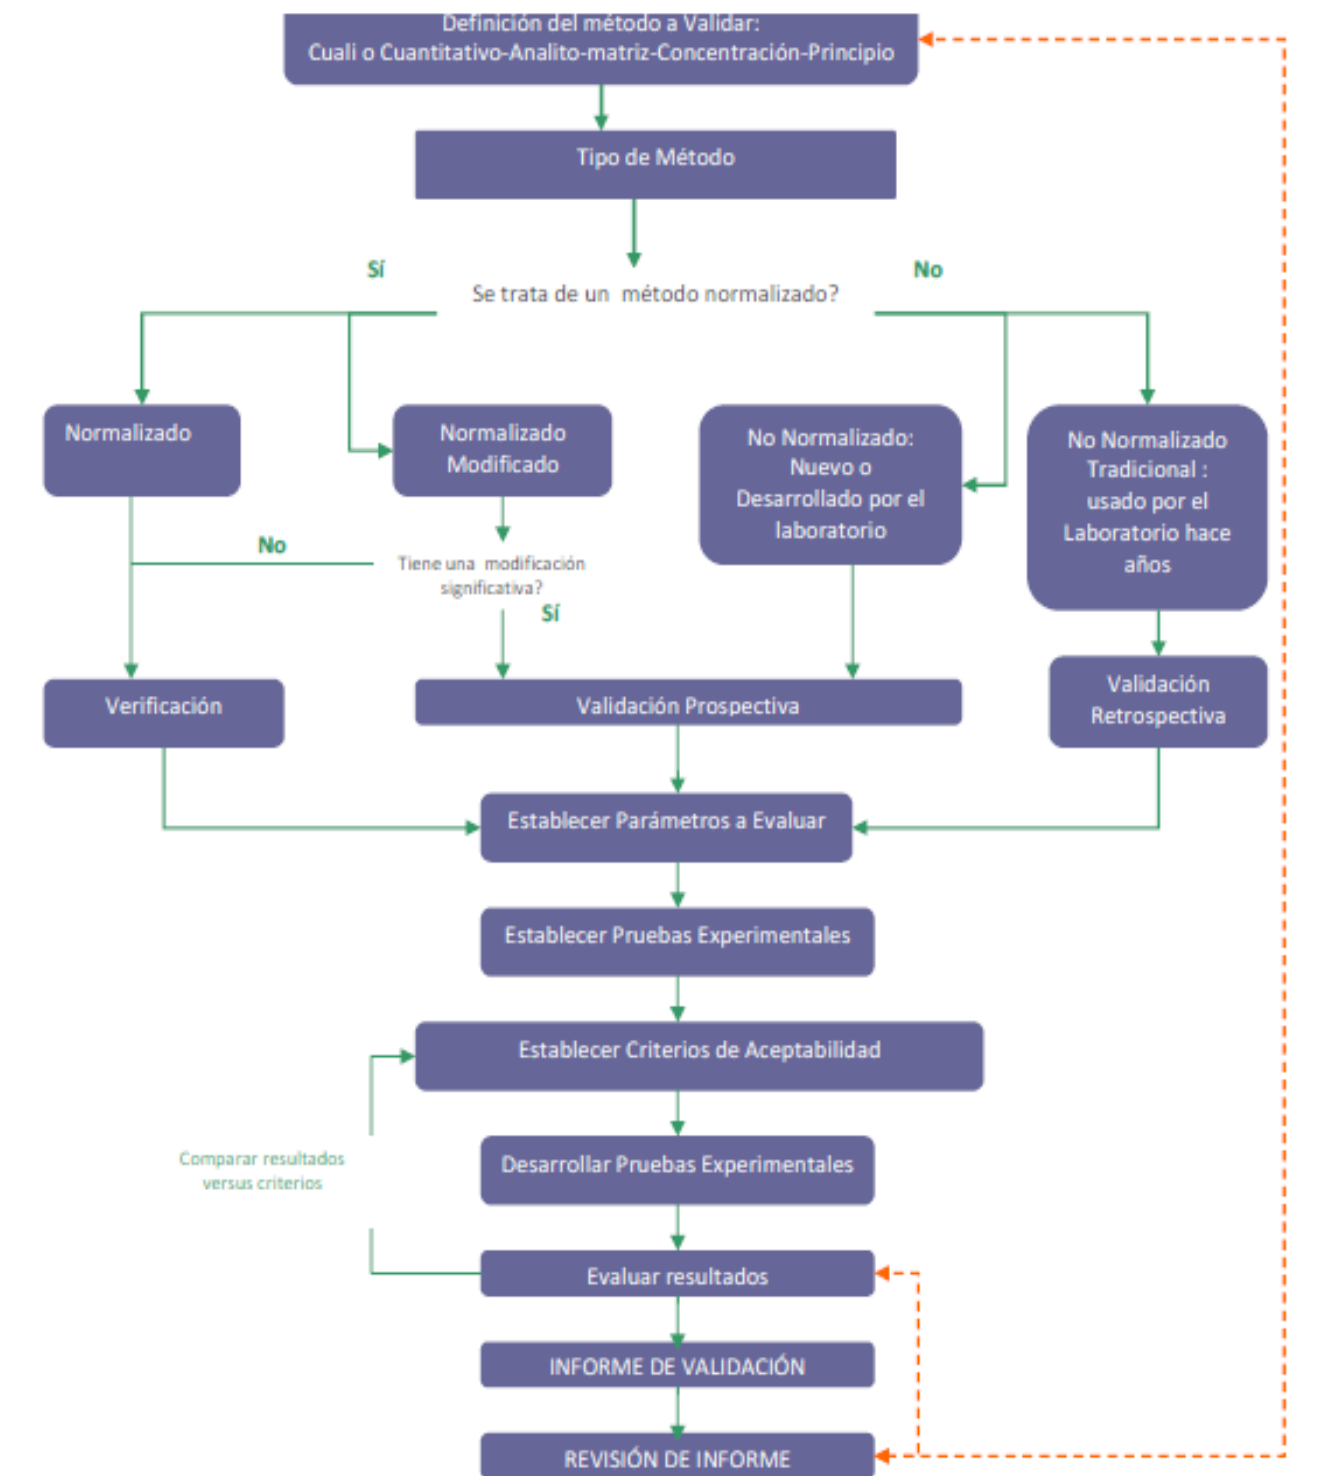 Definición del método a Validar:
Cuali o Cuantitativo-Analito-matriz-Concentración-Principio
Tipo de Método
Sí
No
Se trata de un método normalizado?
Normalizado
Normalizado
Modificado
No Normalizado:
Nuevo o
Desarrollado por el
laboratorio
No Normalizado
Tradicional :
usado por el
Laboratorio hace
años
No
Tiene una modificación
significativa?
Sí
Verificación
Validación Prospectiva
Validación
Retrospectiva
Establecer Parámetros a Evaluar
Establecer Pruebas Experimentales
Establecer Criterios de Aceptabilidad
Comparar resultados
versus criterios
Desarrollar Pruebas Experimentales
Evaluar resultados
INFORME DE VALIDACIÓN
REVISIÓN DE INFORME